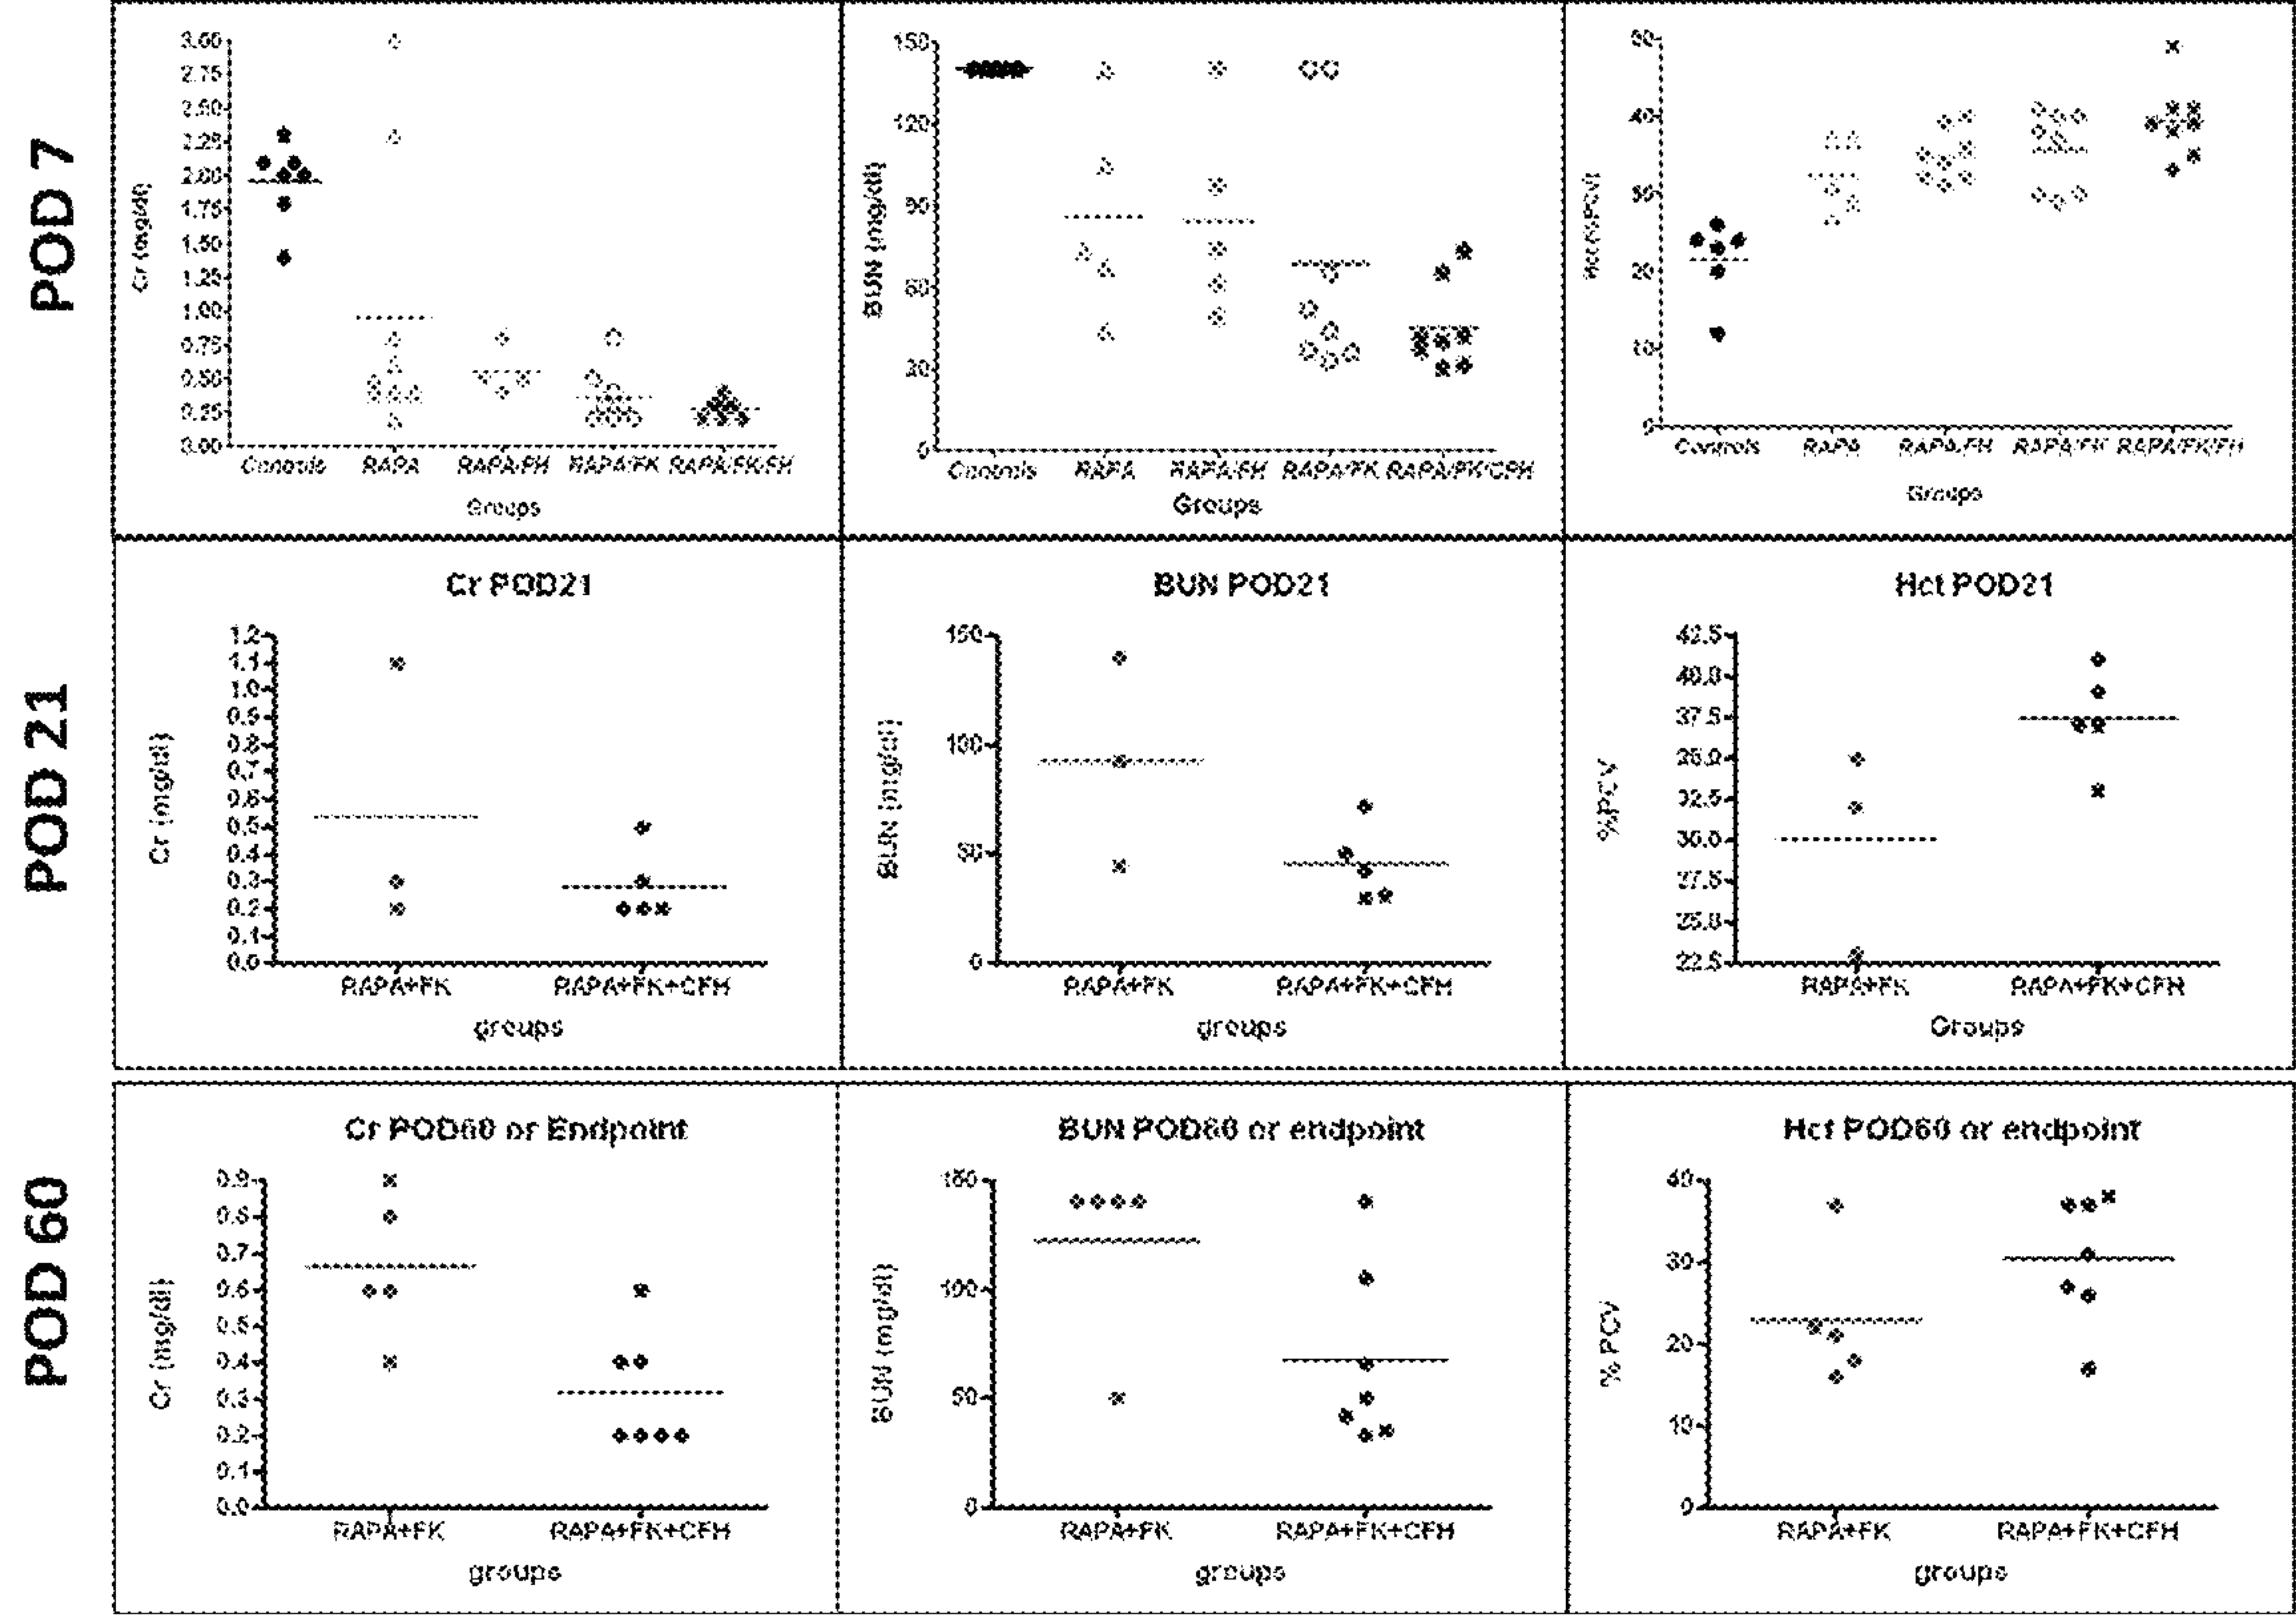 POD 7
3.00
2.75
2.50
2.25
2.00
1.75
1.50
1.25
1.00
0.75
0.50
0.25
0.00
Cr (mg/dl)
Controls RAPA RAPA/FH RAPA/FK RAPA/FK/FH
Groups
150
120
90
60
30
0
BUN (mg/dl)
Controls RAPA RAPA/FH RAPA/FK RAPA/FK/CFH
Groups
50
40
30
20
10
0
Controls RAPA RAPA/FH RAPA/FK RAPA/FK/FH
Groups
POD 21
Cr POD21
1.2
1.1
1.0
0.9
0.8
0.7
0.6
0.5
0.4
0.3
0.2
0.1
0.0
Cr (mg/dl)
RAPA+FK RAPA+FK+CFH
groups
BUN POD21
150
100
50
0
BUN (mg/dl)
RAPA+FK RAPA+FK+CFH
groups
Hct POD21
42.5
40.0
37.5
35.0
32.5
30.0
27.5
25.0
22.5
%PCV
RAPA+FK RAPA+FK+CFH
Groups
POD 60
Cr POD60 or Endpoint
0.9
0.8
0.7
0.6
0.5
0.4
0.3
0.2
0.1
0.0
Cr (mg/dl)
RAPA+FK RAPA+FK+CFH
groups
BUN POD60 or endpoint
150
100
50
0
BUN (mg/dl)
RAPA+FK RAPA+FK+CFH
groups
Hct POD60 or endpoint
40
30
20
10
0
% PCV
RAPA+FK RAPA+FK+CFH
groups